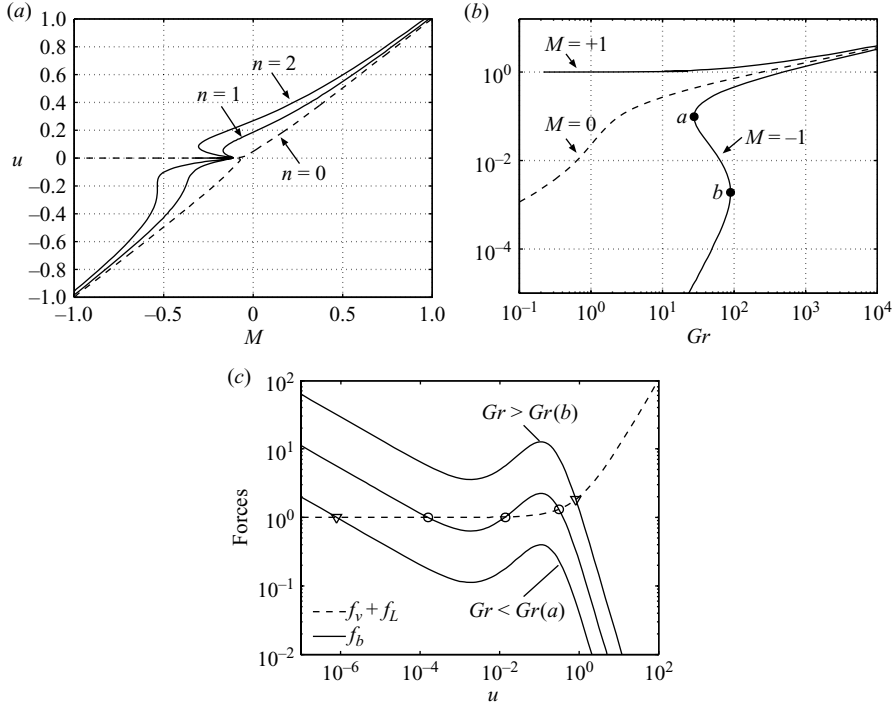 (a)
1.0
0.8
0.6
0.4
0.2
0
−0.2
−0.4
−0.6
−0.8
−1.0
u
n = 2
n = 1
n = 0
−1.0 −0.5 0 0.5 1.0
M
(b)
10^0
10^−2
10^−4
M = +1
M = 0
M = −1
a
b
10^−1 10^0 10^1 10^2 10^3 10^4
Gr
(c)
10^2
10^1
10^0
10^−1
10^−2
Forces
Gr > Gr(b)
Gr < Gr(a)
f_v + f_L
f_b
10^−6 10^−4 10^−2 10^0 10^2
u